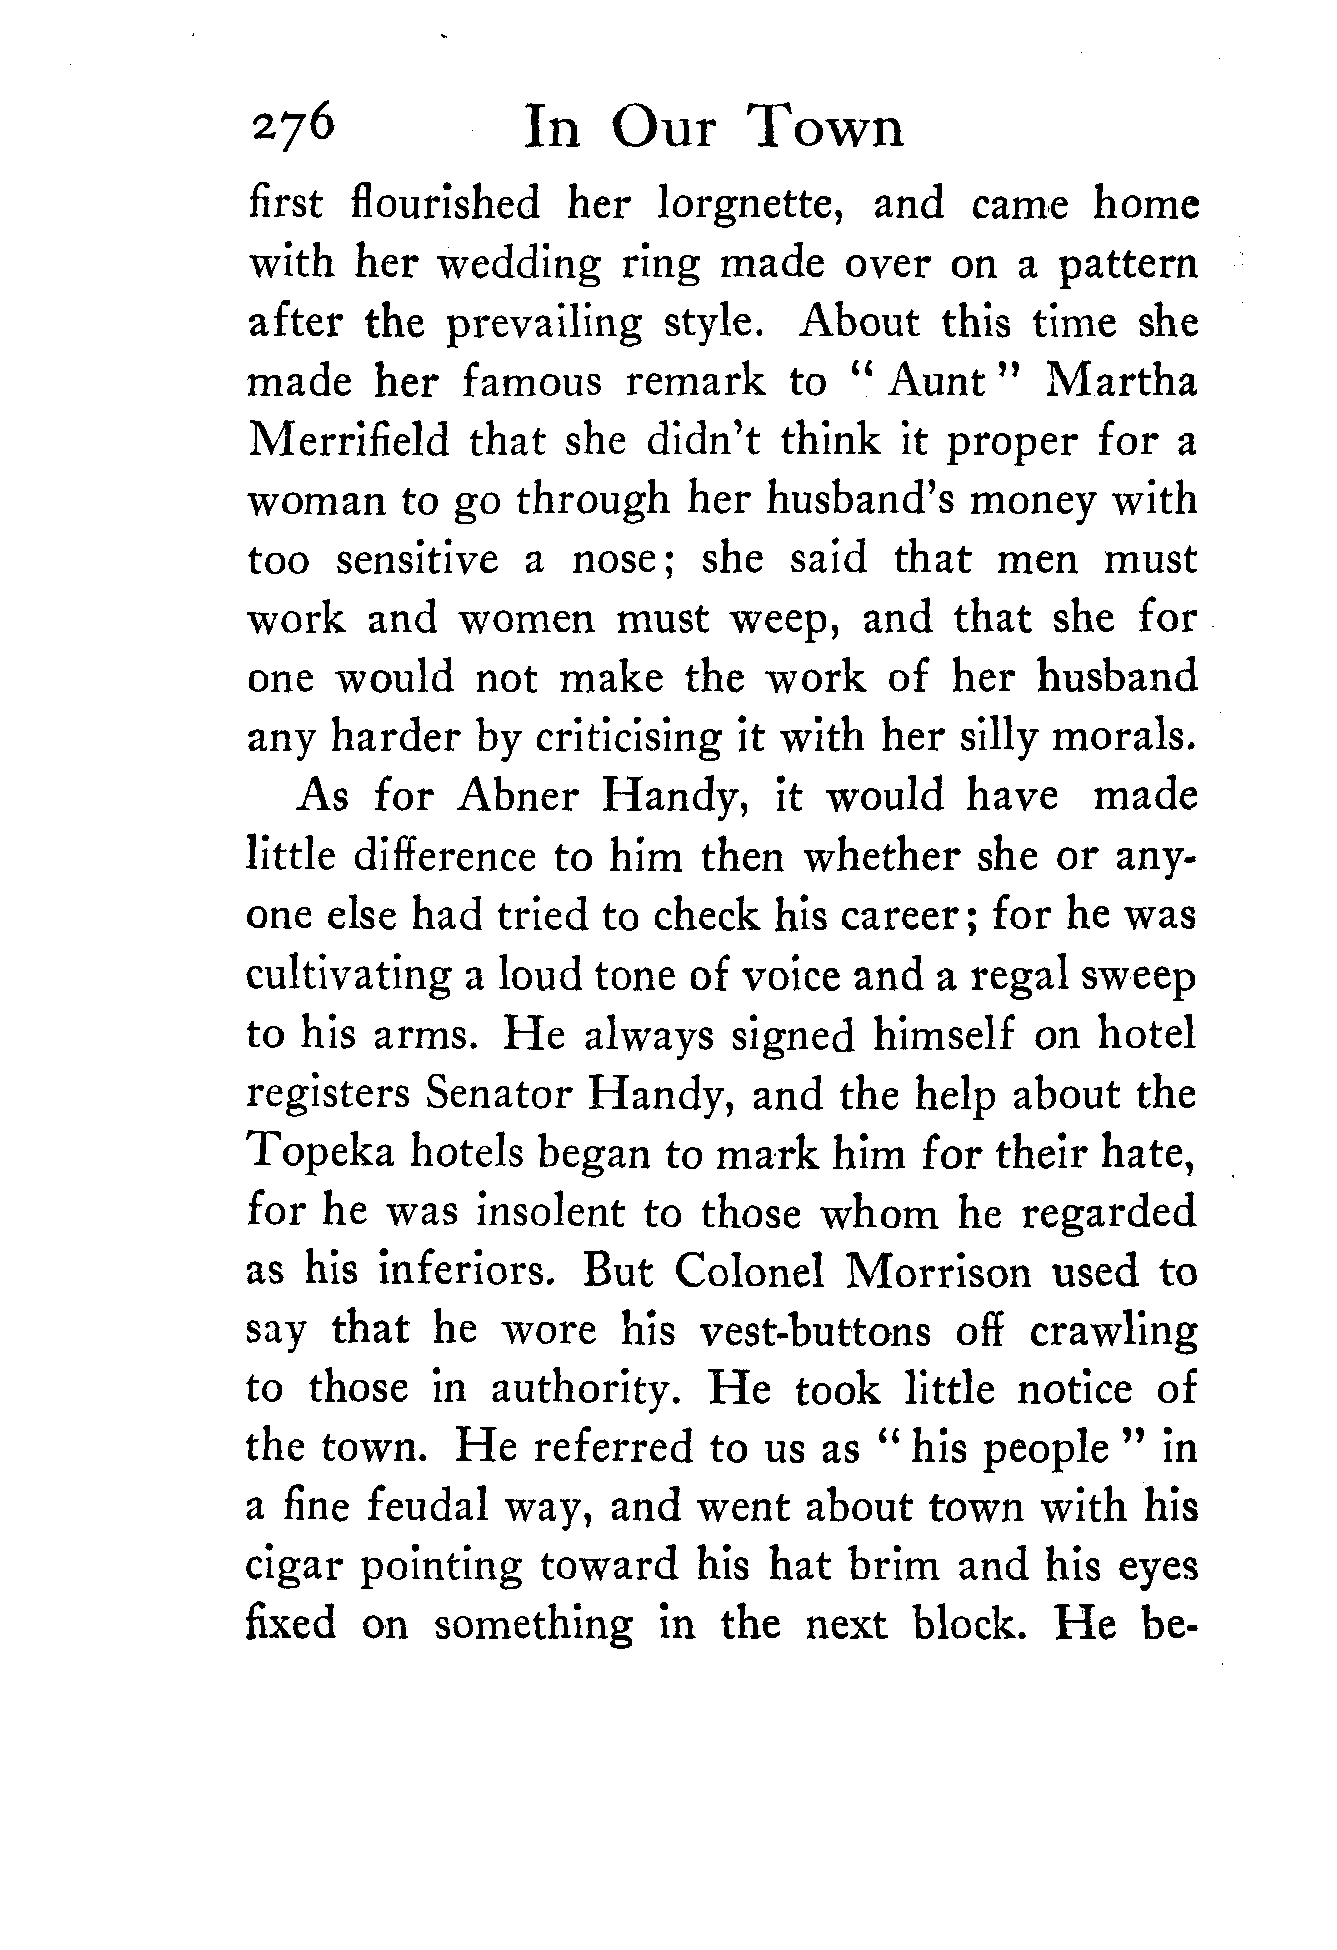 276 In Our Town
first flourished her lorgnette, and came home
with her wedding ring made over on a pattern
after the prevailing style. About this time she
made her famous remark to " Aunt " Martha
Merrifield that she didn't think it proper for a
woman to go through her husband's money with
too sensitive a nose; she said that men must
work and women must weep, and that she for
one would not make the work of her husband
any harder by criticising it with her silly morals.
As for Abner Handy, it would have made
little difference to him then whether she or any-
one else had tried to check his career; for he was
cultivating a loud tone of voice and a regal sweep
to his arms. He always signed himself on hotel
registers Senator Handy, and the help about the
Topeka hotels began to mark him for their hate,
for he was insolent to those whom he regarded
as his inferiors. But Colonel Morrison used to
say that he wore his vest-buttons off crawling
to those in authority. He took little notice of
the town. He referred to us as " his people " in
a fine feudal way, and went about town with his
cigar pointing toward his hat brim and his eyes
fixed on something in the next block. He be-